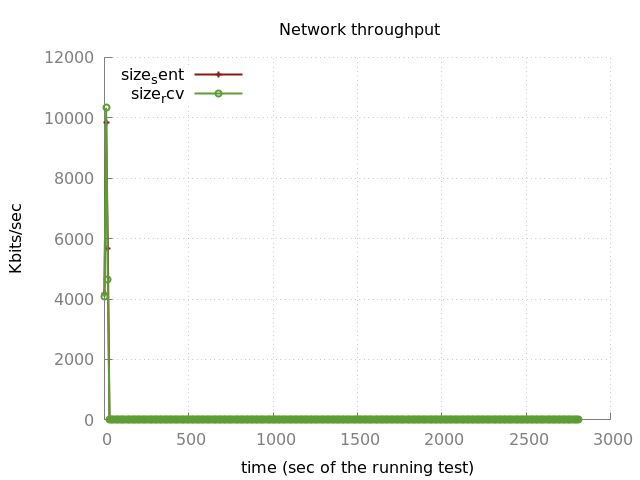 Network throughput
12000
10000
8000
6000
4000
2000
0
Kbits/sec
size_sent
size_rcv
0 500 1000 1500 2000 2500 3000
time (sec of the running test)